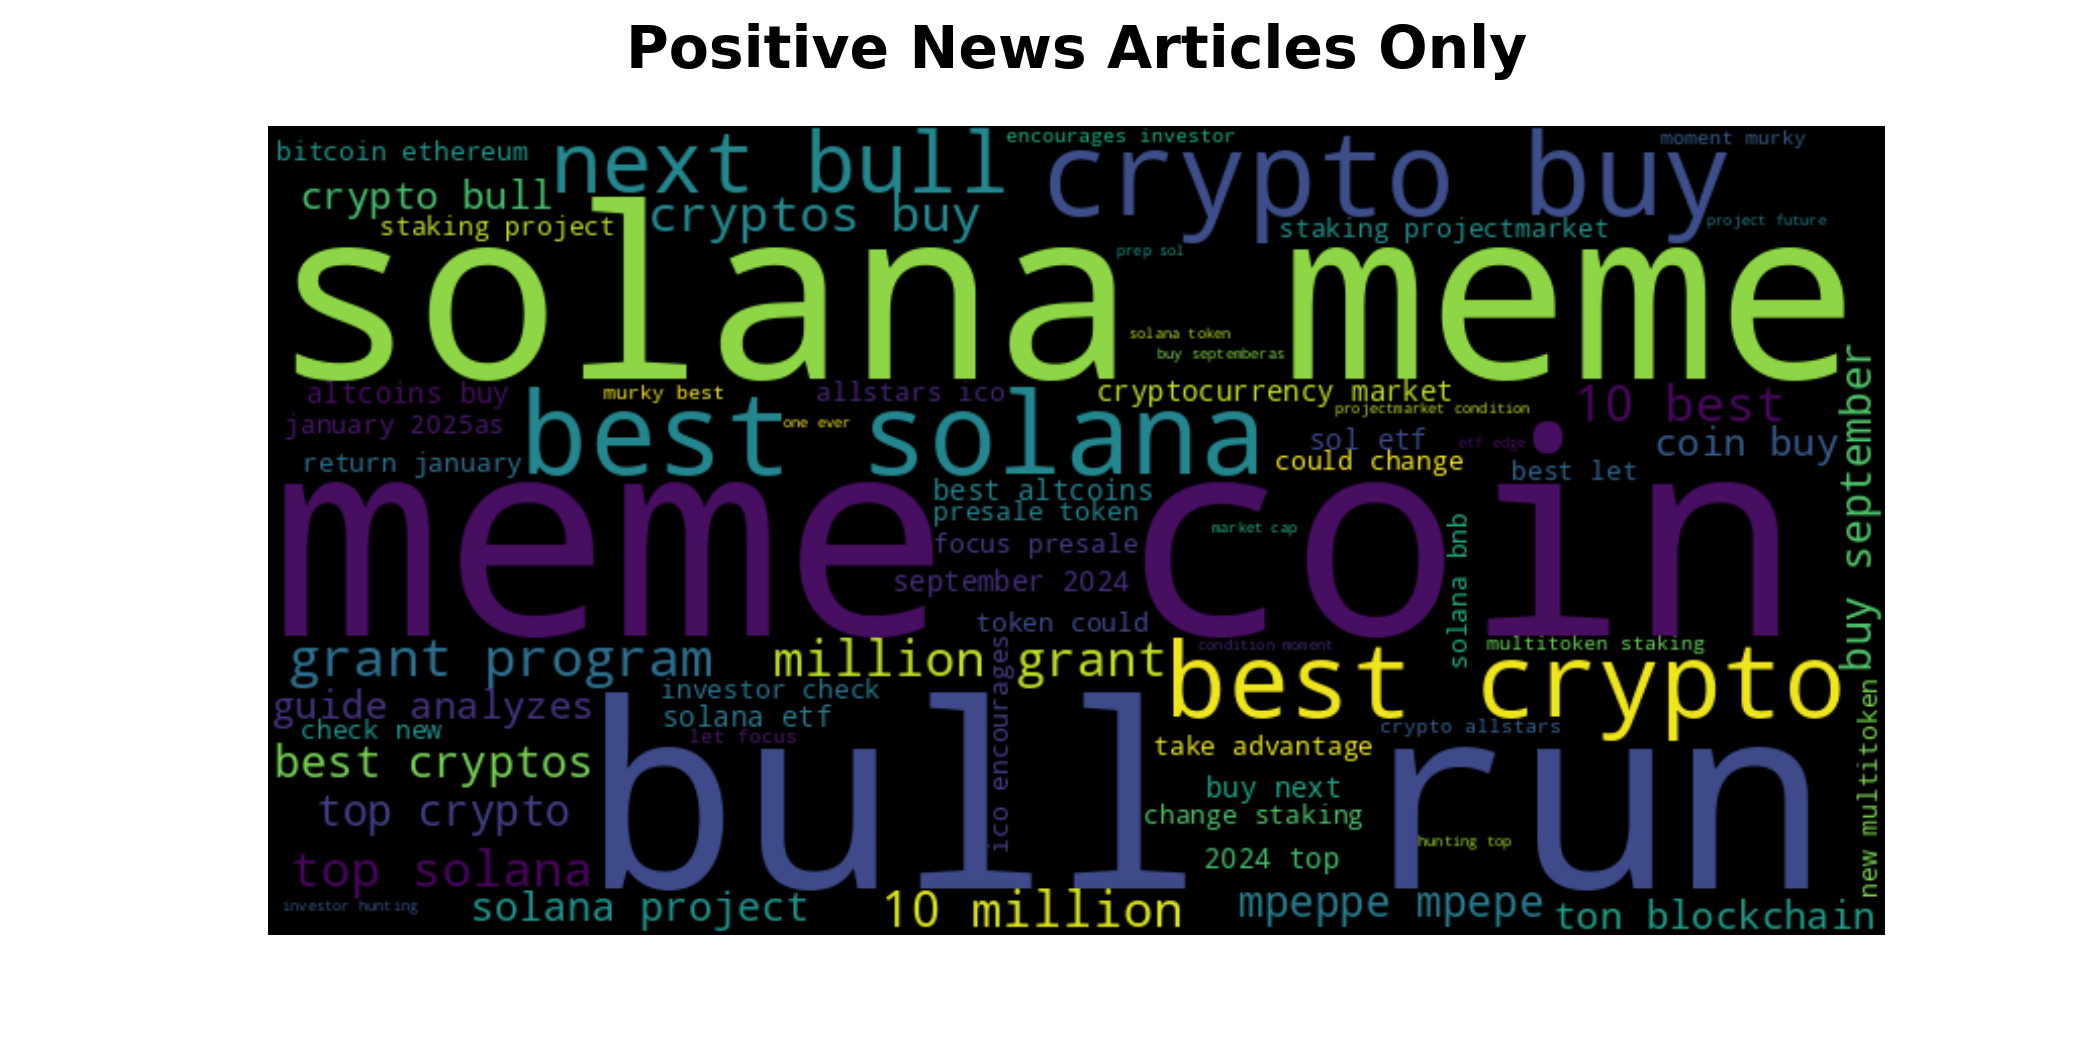 Positive News Articles Only
bitcoin ethereum
next bull
encourages investor
crypto buy
moment murky
crypto bull
cryptos buy
staking project
staking projectmarket
project future
prep sol
solana meme
solana token
buy septemberas
altcoins buy
murky best
allstars ico
cryptocurrency market
10 best
projectmarket condition
january 2025as
best solana
one ever
sol etf
etf edge
coin buy
buy september
return january
could change
best let
meme coin
best altcoins
presale token
market cap
focus presale
solana bnb
september 2024
token could
condition moment
multitoken staking
grant program
million grant
best crypto
ico encourages
investor check
guide analyzes
solana etf
check new
let focus
crypto allstars
new multitoken
best cryptos
bull run
take advantage
buy next
top crypto
change staking
hunting top
top solana
2024 top
investor hunting
solana project
10 million
mpeppe mpepe
ton blockchain